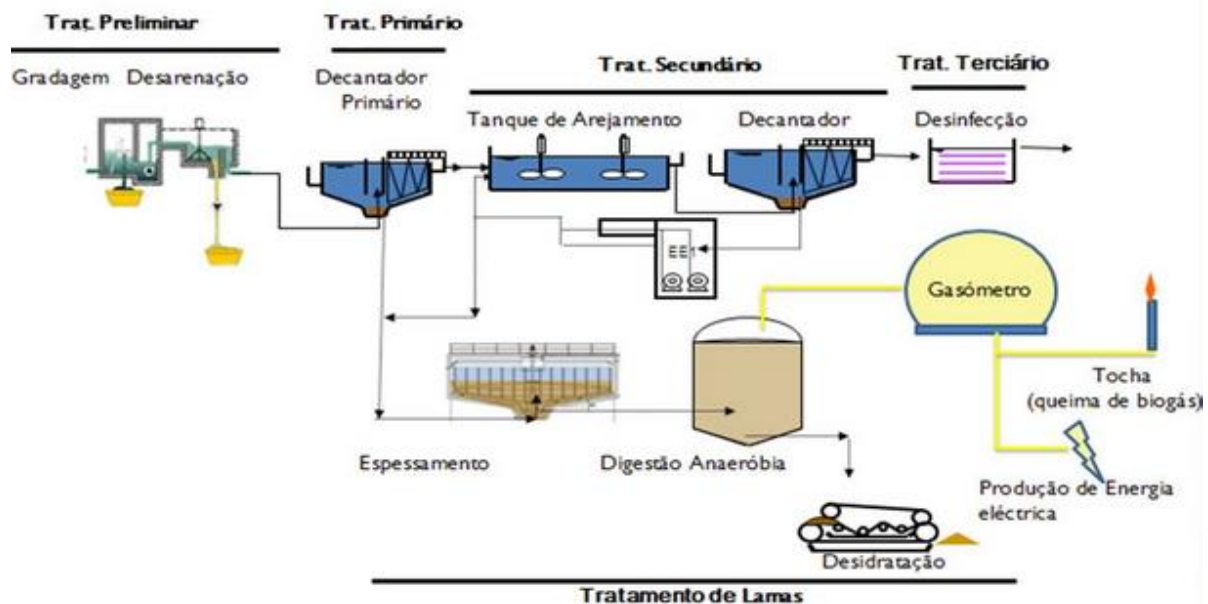 Trat. Preliminar
Trat. Primário
Trat. Secundário
Trat. Terciário
Gradagem
Desarenação
Decantador
Primário
Tanque de Arejamento
Decantador
Desinfecção
Gasómetro
Tocha
(queima de biogás)
Espessamento
Digestão Anaeróbia
Produção de Energia
eléctrica
Desidratação
Tratamento de Lamas